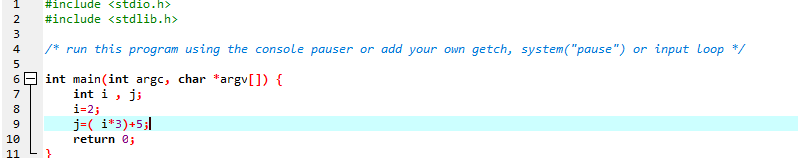 1 #include <stdio.h>
2 #include <stdlib.h>
3
4 /* run this program using the console pauser or add your own getch, system("pause") or input loop */
5
6 int main(int argc, char *argv[]) {
7 int i , j;
8 i=2;
9 j=( i*3)+5;
10 return 0;
11 }